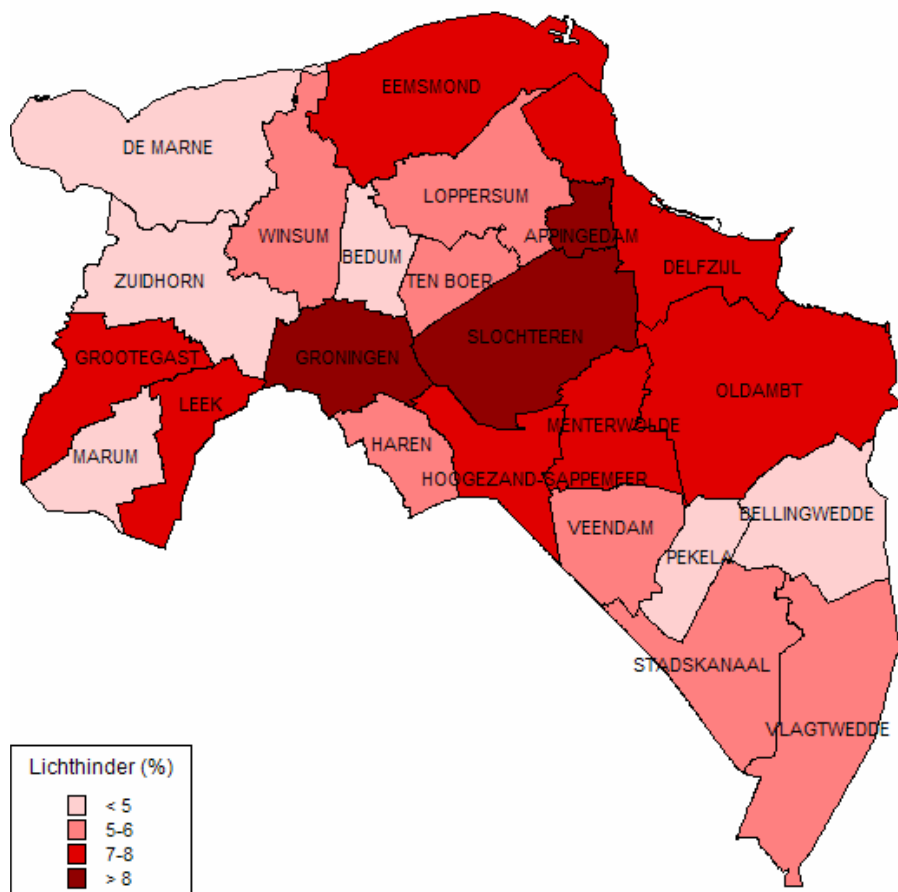 EEMSMOND
DE MARNE
LOPPERSUM
WINSUM
APPINGEDAM
BEDUM
DELFZIJL
ZUIDHORN
TEN BOER
SLOCHTEREN
GROOTEGAST
GRONINGEN
OLDAMBT
LEEK
MENTERWOLDE
HAREN
MARUM
HOOGEZAND-SAPPEMEER
BELLINGWEDDE
VEENDAM
PEKELA
STADSKANAAL
VLAGTWEDDE
Lichthinder (%)
< 5
5-6
7-8
> 8